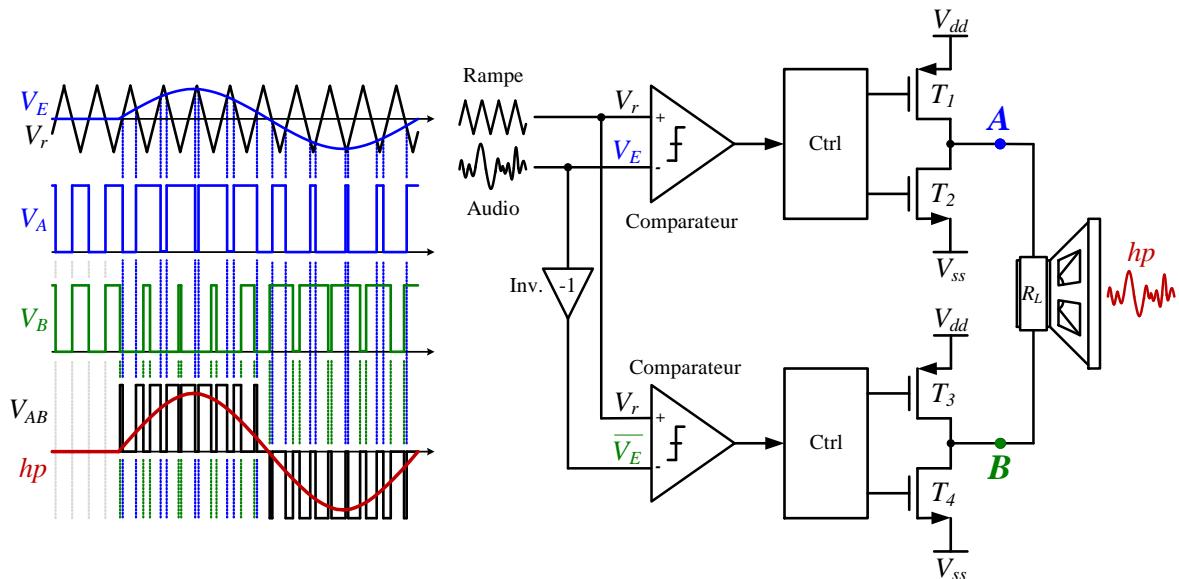 V_E
V_r
V_A
V_B
V_AB
hp
Rampe
V_r
+
V_E
-
Audio
Comparateur
Ctrl
V_dd
T_1
A
T_2
V_ss
Inv.
-1
hp
R_L
V_dd
Comparateur
V_r
+
V_E
-
Ctrl
T_3
B
T_4
V_ss